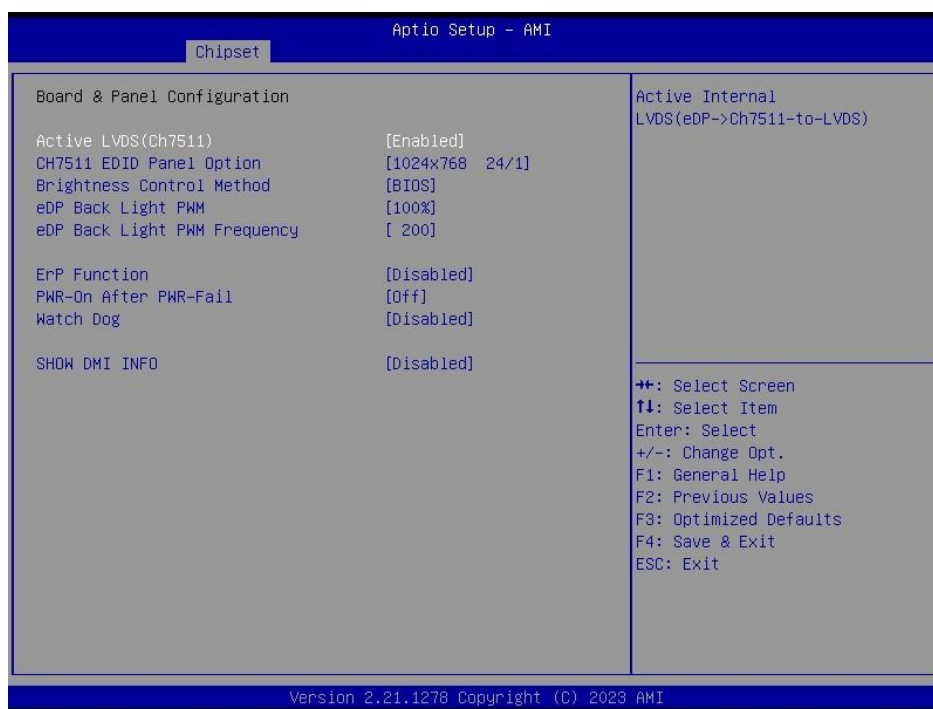 Aptio Setup – AMI
Chipset
Board & Panel Configuration
Active LVDS(Ch7511) [Enabled]
CH7511 EDID Panel Option [1024x768 24/1]
Brightness Control Method [BIOS]
eDP Back Light PWM [100%]
eDP Back Light PWM Frequency [ 200]
ErP Function [Disabled]
PWR-On After PWR-Fail [Off]
Watch Dog [Disabled]
SHOW DMI INFO [Disabled]
Active Internal
LVDS(eDP->Ch7511-to-LVDS)
→←: Select Screen
↑↓: Select Item
Enter: Select
+/-: Change Opt.
F1: General Help
F2: Previous Values
F3: Optimized Defaults
F4: Save & Exit
ESC: Exit
Version 2.21.1278 Copyright (C) 2023 AMI